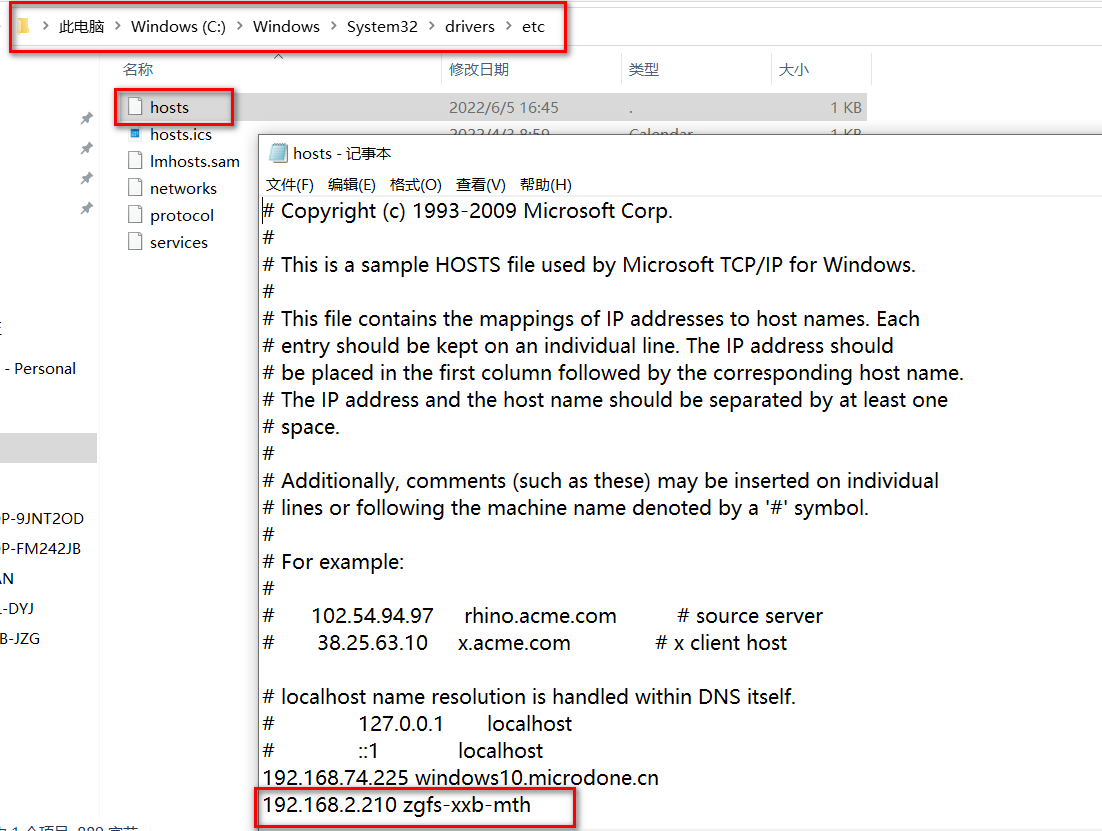 此电脑 > Windows (C:) > Windows > System32 > drivers > etc
名称 修改日期 类型 大小
hosts 2022/6/5 16:45 . 1 KB
hosts.ics 2022/4/3 8:59 Calendar 1 KB
lmhosts.sam
networks
protocol
services
- Personal
P-9JNT2OD
P-FM242JB
AN
-DYJ
B-JZG
hosts - 记事本
文件(F) 编辑(E) 格式(O) 查看(V) 帮助(H)
# Copyright (c) 1993-2009 Microsoft Corp.
#
# This is a sample HOSTS file used by Microsoft TCP/IP for Windows.
#
# This file contains the mappings of IP addresses to host names. Each
# entry should be kept on an individual line. The IP address should
# be placed in the first column followed by the corresponding host name.
# The IP address and the host name should be separated by at least one
# space.
#
# Additionally, comments (such as these) may be inserted on individual
# lines or following the machine name denoted by a '#' symbol.
#
# For example:
#
# 102.54.94.97 rhino.acme.com # source server
# 38.25.63.10 x.acme.com # x client host
# localhost name resolution is handled within DNS itself.
# 127.0.0.1 localhost
# ::1 localhost
192.168.74.225 windows10.microdone.cn
192.168.2.210 zgfs-xxb-mth